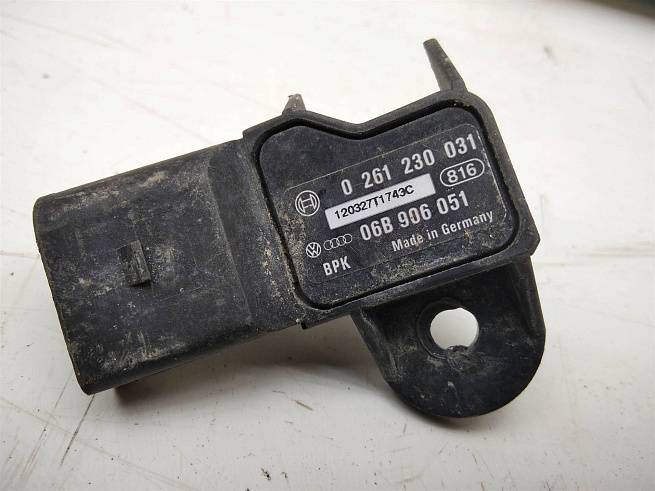 0 261 230 031
120327T1743C 816
06B 906 051
BPK Made in Germany